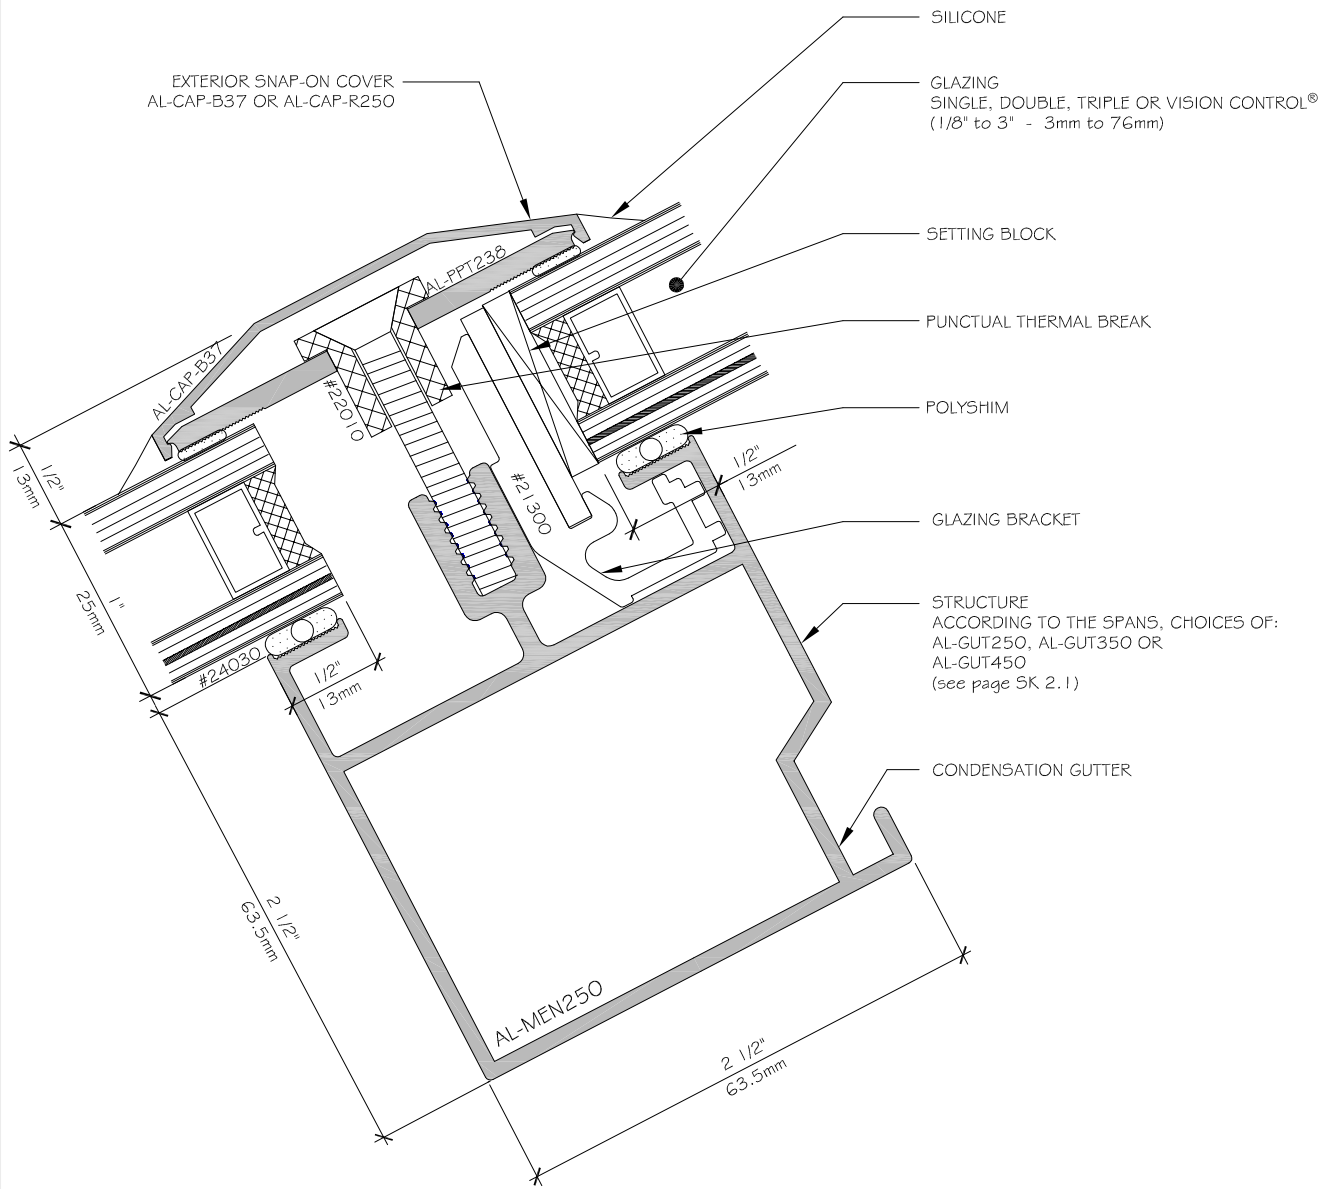 SILICONE
EXTERIOR SNAP-ON COVER
AL-CAP-B37 OR AL-CAP-R250
GLAZING
SINGLE, DOUBLE, TRIPLE OR VISION CONTROL®
(1/8" to 3" - 3mm to 76mm)
SETTING BLOCK
AL-PPT238
PUNCTUAL THERMAL BREAK
AL-CAP-B37
#22010
POLYSHIM
1/2"
13mm
1/2"
13mm
#21300
GLAZING BRACKET
1"
25mm
STRUCTURE
ACCORDING TO THE SPANS, CHOICES OF:
AL-GUT250, AL-GUT350 OR
AL-GUT450
(see page SK 2.1)
#24030
1/2"
13mm
CONDENSATION GUTTER
2 1/2"
63.5mm
AL-MEN250
2 1/2"
63.5mm